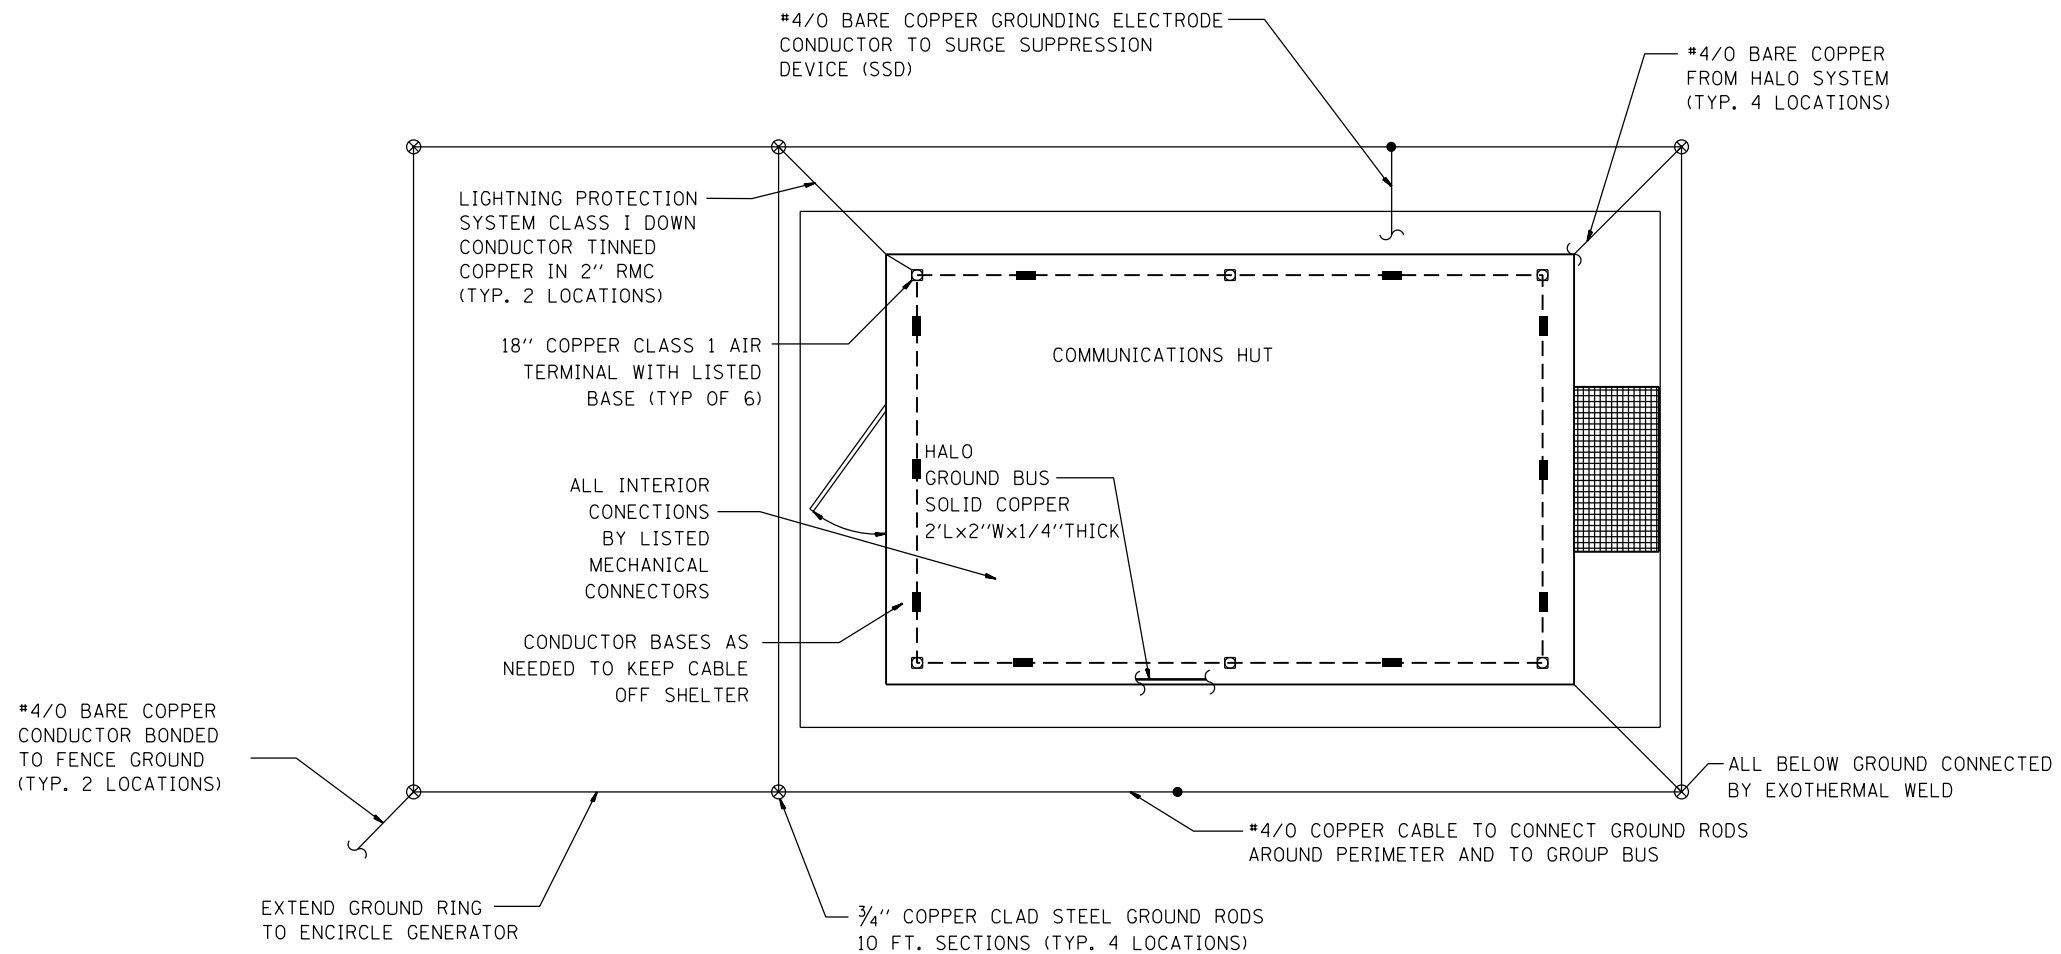 #4/0 BARE COPPER GROUNDING ELECTRODE
CONDUCTOR TO SURGE SUPPRESSION
DEVICE (SSD)
#4/0 BARE COPPER
FROM HALO SYSTEM
(TYP. 4 LOCATIONS)
LIGHTNING PROTECTION
SYSTEM CLASS I DOWN
CONDUCTOR TINNED
COPPER IN 2'' RMC
(TYP. 2 LOCATIONS)
18'' COPPER CLASS 1 AIR
TERMINAL WITH LISTED
BASE (TYP OF 6)
COMMUNICATIONS HUT
HALO
GROUND BUS
SOLID COPPER
2'Lx2''Wx1/4''THICK
ALL INTERIOR
CONECTIONS
BY LISTED
MECHANICAL
CONNECTORS
CONDUCTOR BASES AS
NEEDED TO KEEP CABLE
OFF SHELTER
#4/0 BARE COPPER
CONDUCTOR BONDED
TO FENCE GROUND
(TYP. 2 LOCATIONS)
ALL BELOW GROUND CONNECTED
BY EXOTHERMAL WELD
#4/0 COPPER CABLE TO CONNECT GROUND RODS
AROUND PERIMETER AND TO GROUP BUS
EXTEND GROUND RING
TO ENCIRCLE GENERATOR
3/4'' COPPER CLAD STEEL GROUND RODS
10 FT. SECTIONS (TYP. 4 LOCATIONS)